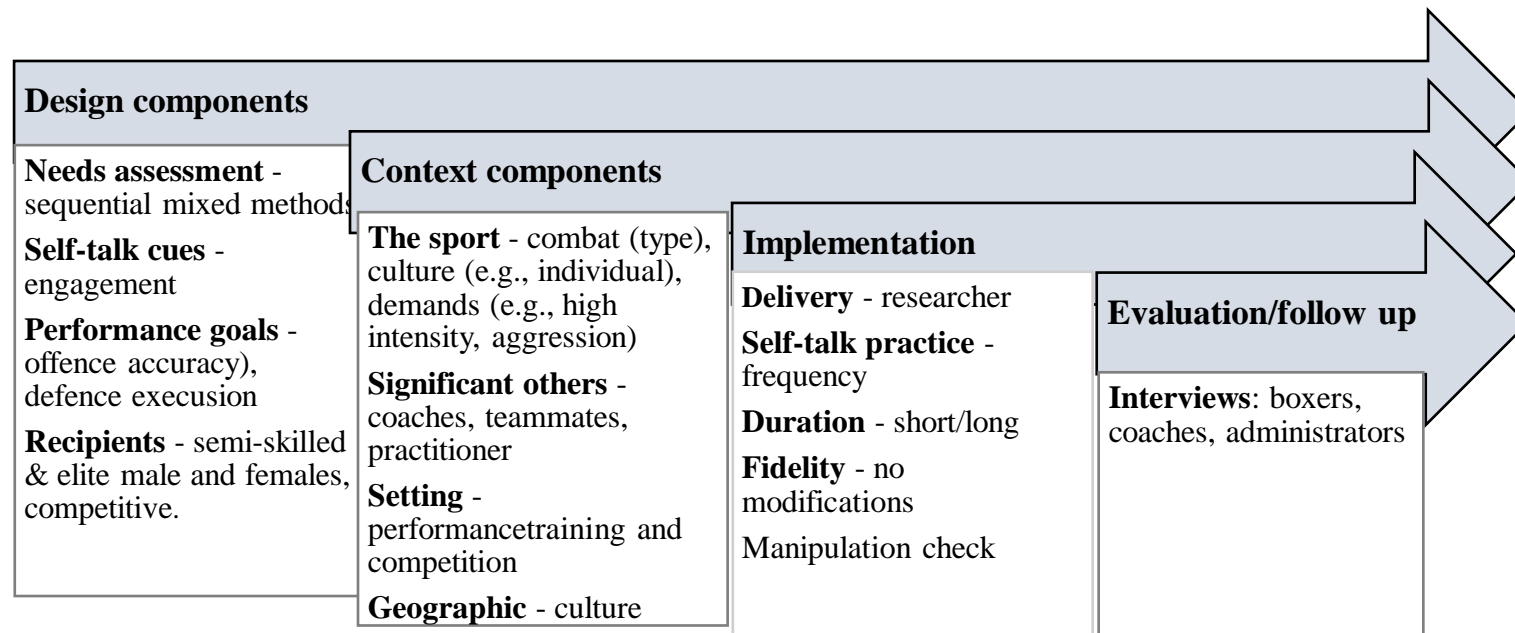 Design components
Needs assessment -
sequential mixed methods
Self-talk cues -
engagement
Performance goals -
offence accuracy),
defence execusion
Recipients - semi-skilled
& elite male and females,
competitive.
Context components
The sport - combat (type),
culture (e.g., individual),
demands (e.g., high
intensity, aggression)
Significant others -
coaches, teammates,
practitioner
Setting -
performancetraining and
competition
Geographic - culture
Implementation
Delivery - researcher
Self-talk practice -
frequency
Duration - short/long
Fidelity - no
modifications
Manipulation check
Evaluation/follow up
Interviews: boxers,
coaches, administrators